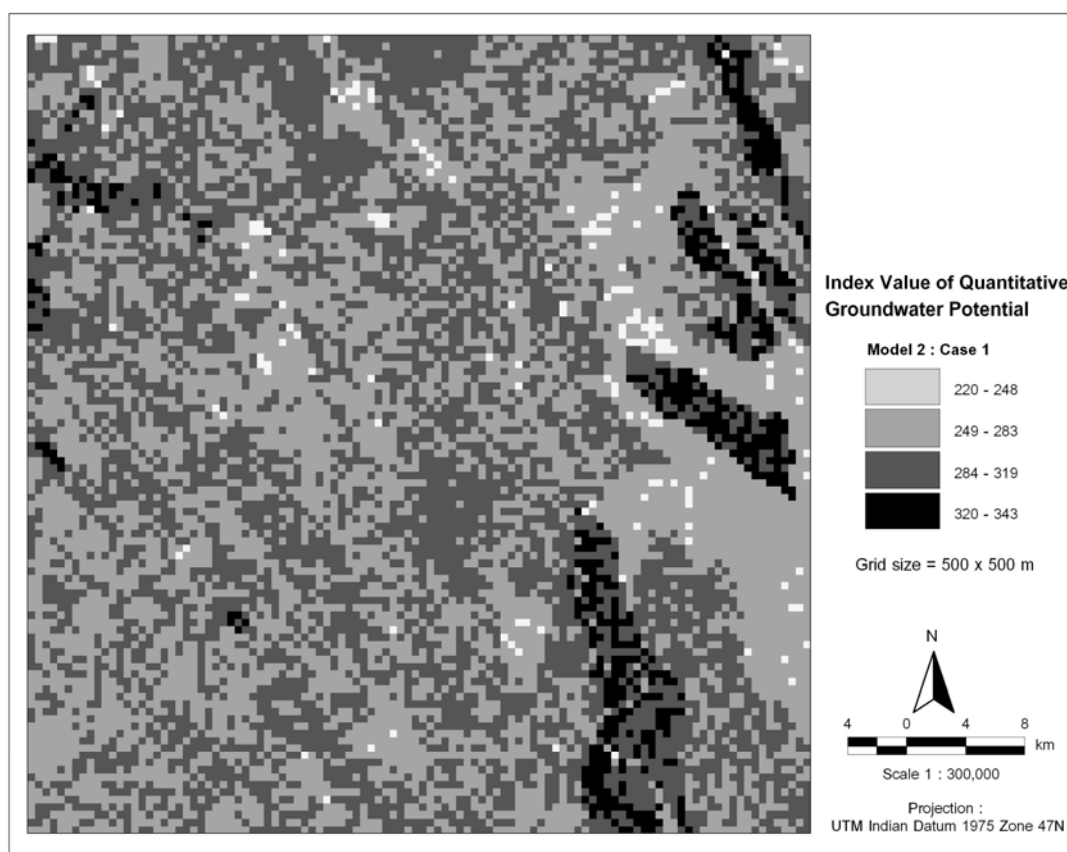 Index Value of Quantitative
Groundwater Potential
Model 2 : Case 1
220 - 248
249 - 283
284 - 319
320 - 343
Grid size = 500 x 500 m
N
4 0 4 8
km
Scale 1 : 300,000
Projection :
UTM Indian Datum 1975 Zone 47N